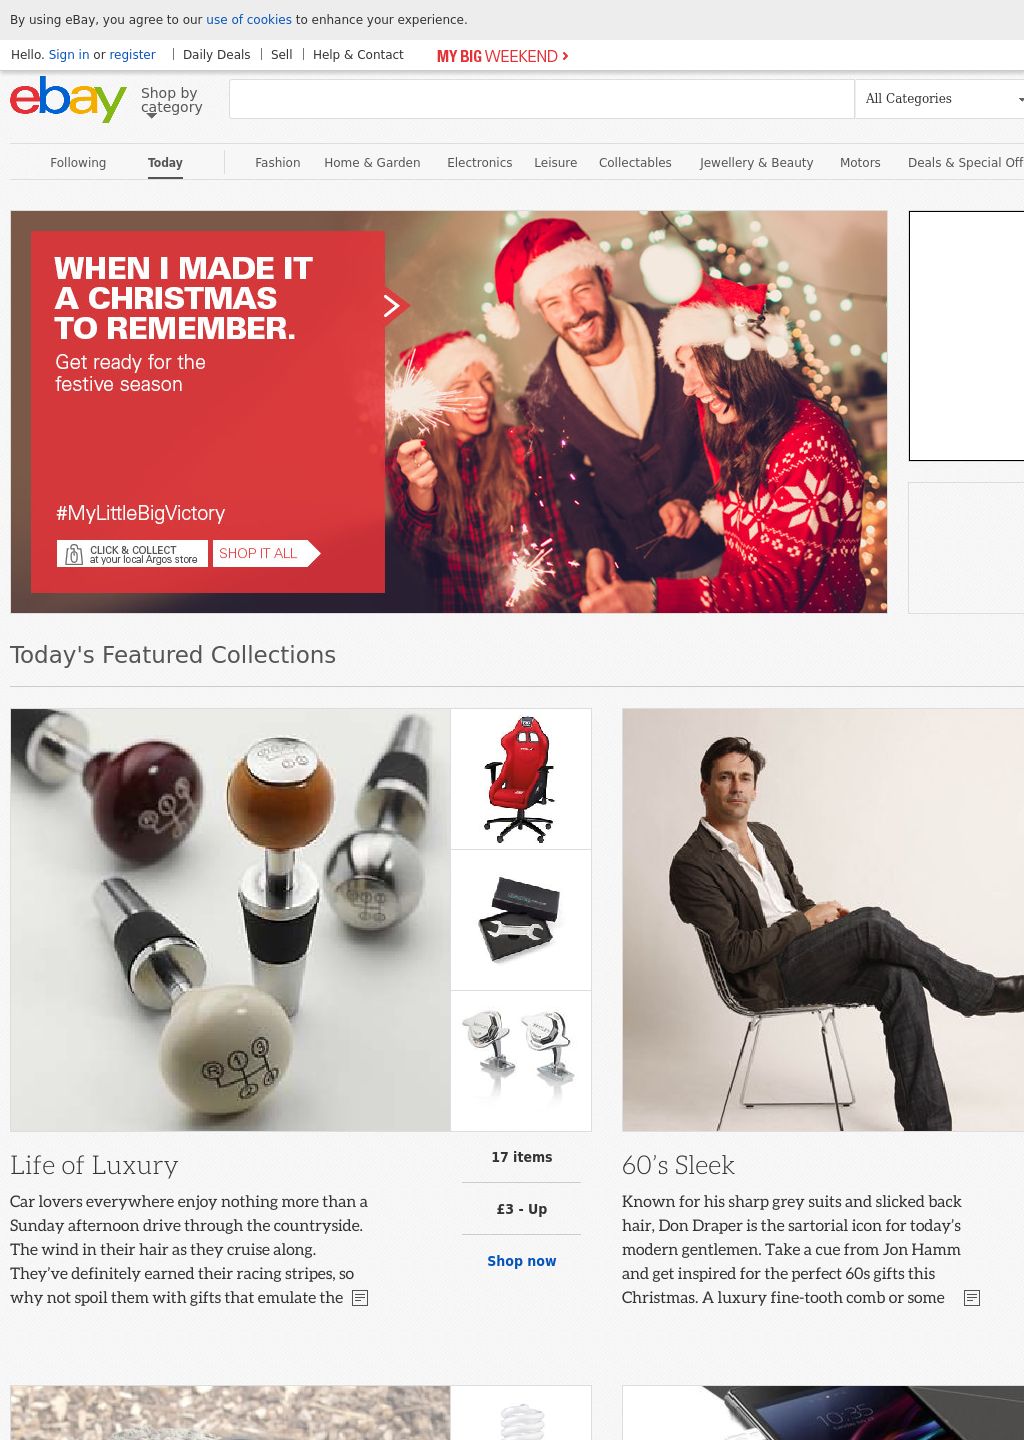 By using eBay, you agree to our use of cookies to enhance your experience.
Hello. Sign in or register | Daily Deals | Sell | Help & Contact MY BIG WEEKEND
ebay
Shop by
category
All Categories
Following Today Fashion Home & Garden Electronics Leisure Collectables Jewellery & Beauty Motors Deals & Special Off
WHEN I MADE IT
A CHRISTMAS
TO REMEMBER.
Get ready for the
festive season
#MyLittleBigVictory
CLICK & COLLECT
at your local Argos store
SHOP IT ALL
Today's Featured Collections
R 1 3
Life of Luxury
Car lovers everywhere enjoy nothing more than a
Sunday afternoon drive through the countryside.
The wind in their hair as they cruise along.
They’ve definitely earned their racing stripes, so
why not spoil them with gifts that emulate the
17 items
£3 - Up
Shop now
60’s Sleek
Known for his sharp grey suits and slicked back
hair, Don Draper is the sartorial icon for today’s
modern gentlemen. Take a cue from Jon Hamm
and get inspired for the perfect 60s gifts this
Christmas. A luxury fine-tooth comb or some
10:35